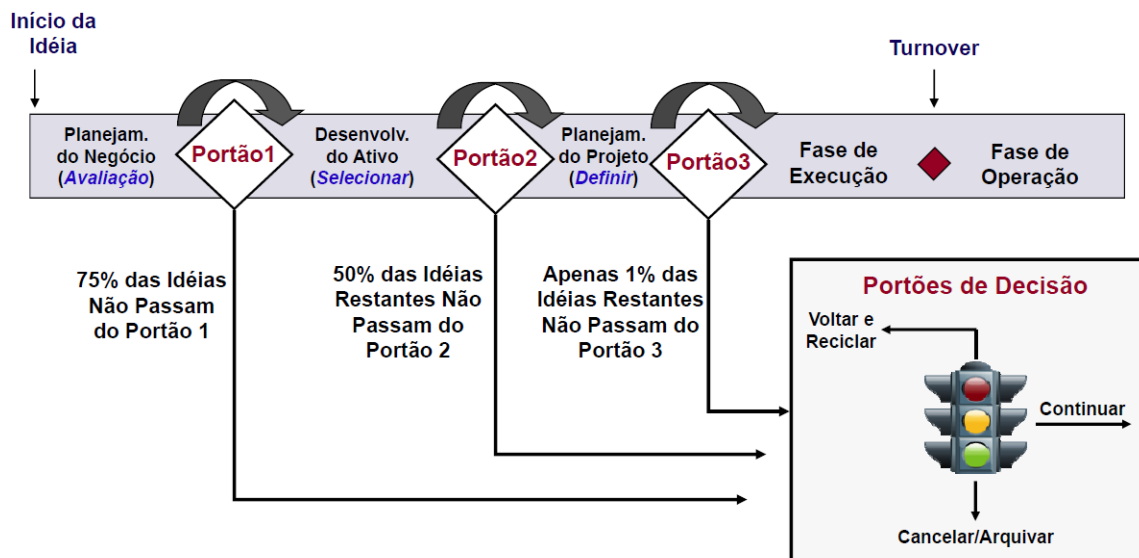 Início da
Idéia
Turnover
Planejam.
do Negócio
(Avaliação)
Portão1
Desenvolv.
do Ativo
(Selecionar)
Portão2
Planejam.
do Projeto
(Definir)
Portão3
Fase de
Execução
Fase de
Operação
75% das Idéias
Não Passam
do Portão 1
50% das Idéias
Restantes Não
Passam do
Portão 2
Apenas 1% das
Idéias Restantes
Não Passam do
Portão 3
Portões de Decisão
Voltar e
Reciclar
Continuar
Cancelar/Arquivar